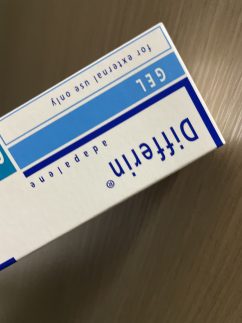 Differin®
adapalene
GEL
for external use only